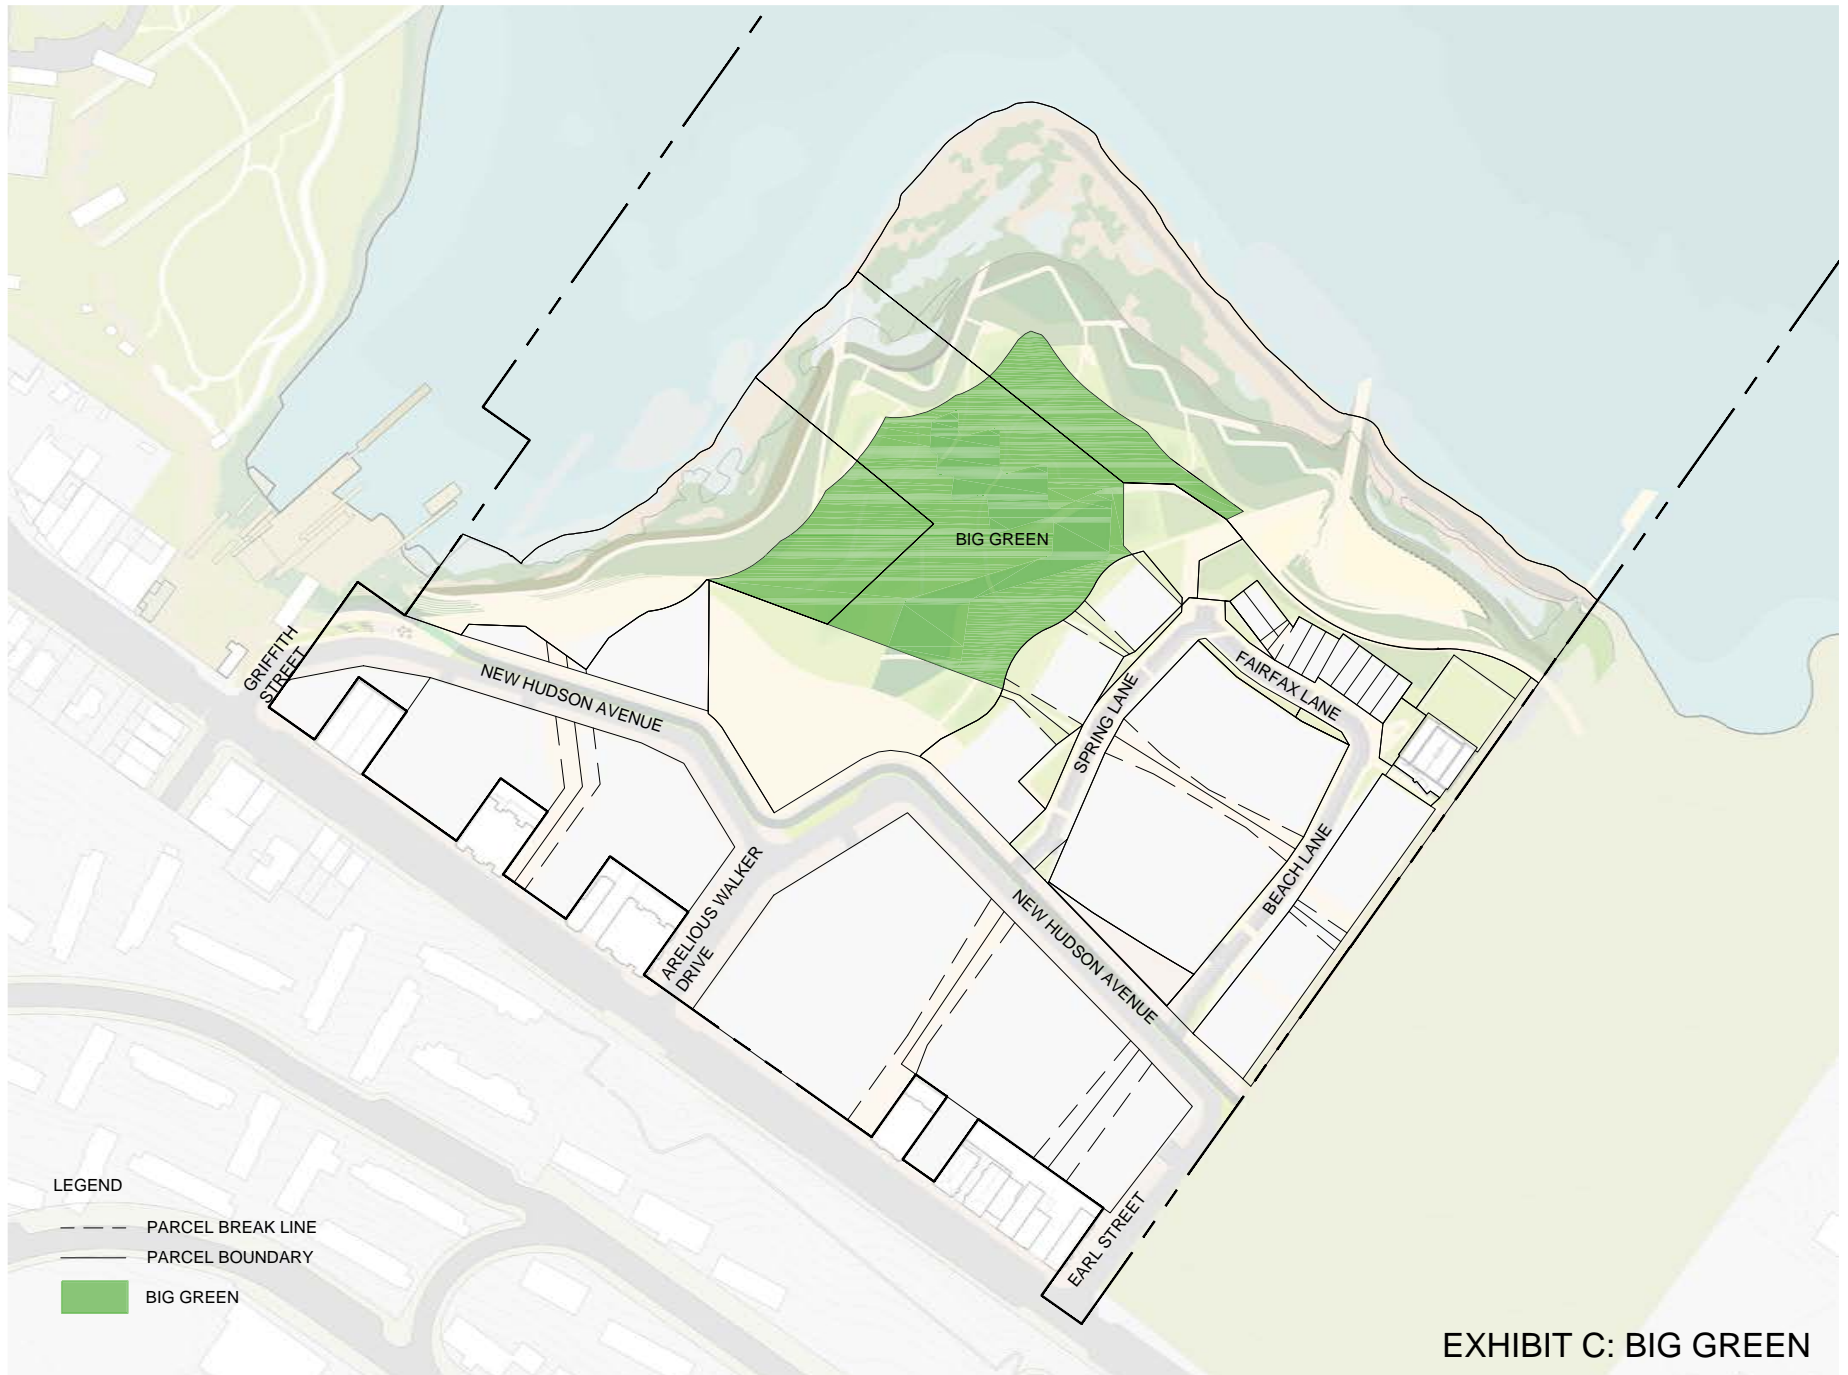 BIG GREEN
GRIFFITH
STREET
NEW HUDSON AVENUE
SPRING LANE
FAIRFAX LANE
BEACH LANE
ARELIOUS WALKER
DRIVE
NEW HUDSON AVENUE
EARL STREET
LEGEND
PARCEL BREAK LINE
PARCEL BOUNDARY
BIG GREEN
EXHIBIT C: BIG GREEN